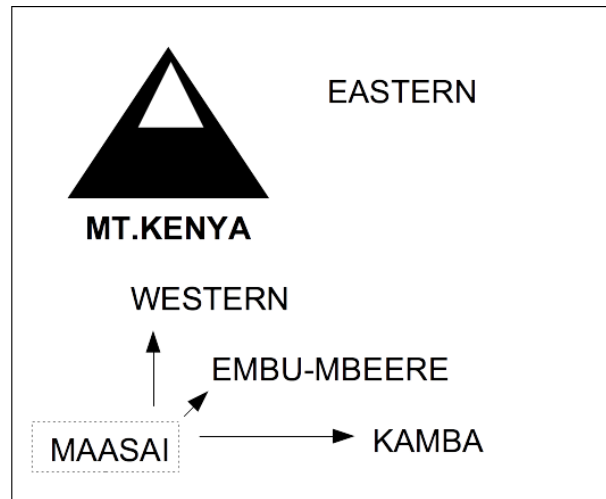 EASTERN
MT.KENYA
WESTERN
EMBU-MBEERE
MAASAI
KAMBA